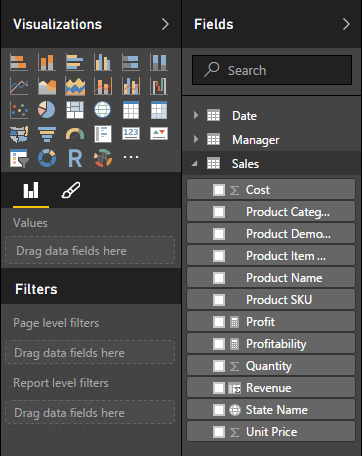 Visualizations
R
123
...
Values
Drag data fields here
Filters
Page level filters
Drag data fields here
Report level filters
Drag data fields here
Fields
Search
Date
Manager
Sales
Σ Cost
Product Categ...
Product Demo...
Product Item ...
Product Name
Product SKU
Profit
Profitability
Σ Quantity
Revenue
State Name
Σ Unit Price